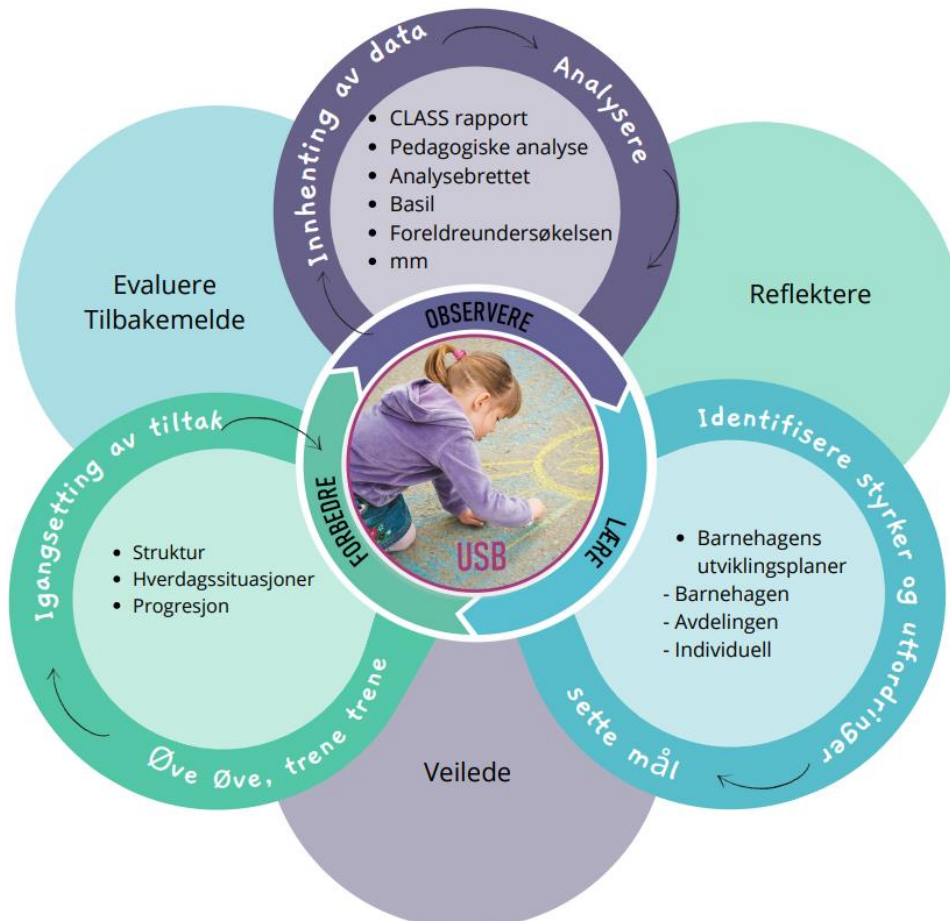 Innhenting av data
Analysere
• CLASS rapport
• Pedagogiske analyse
• Analysebrettet
• Basil
• Foreldreundersøkelsen
• mm
Evaluere
Tilbakemelde
Reflektere
OBSERVERE
LÆRE
FORBEDRE
USB
Identifisere styrker og utfordringer
sette mål
• Barnehagens
utviklingsplaner
- Barnehagen
- Avdelingen
- Individuell
Veilede
Øve Øve, trene trene
Igangsetting av tiltak
• Struktur
• Hverdagssituasjoner
• Progresjon